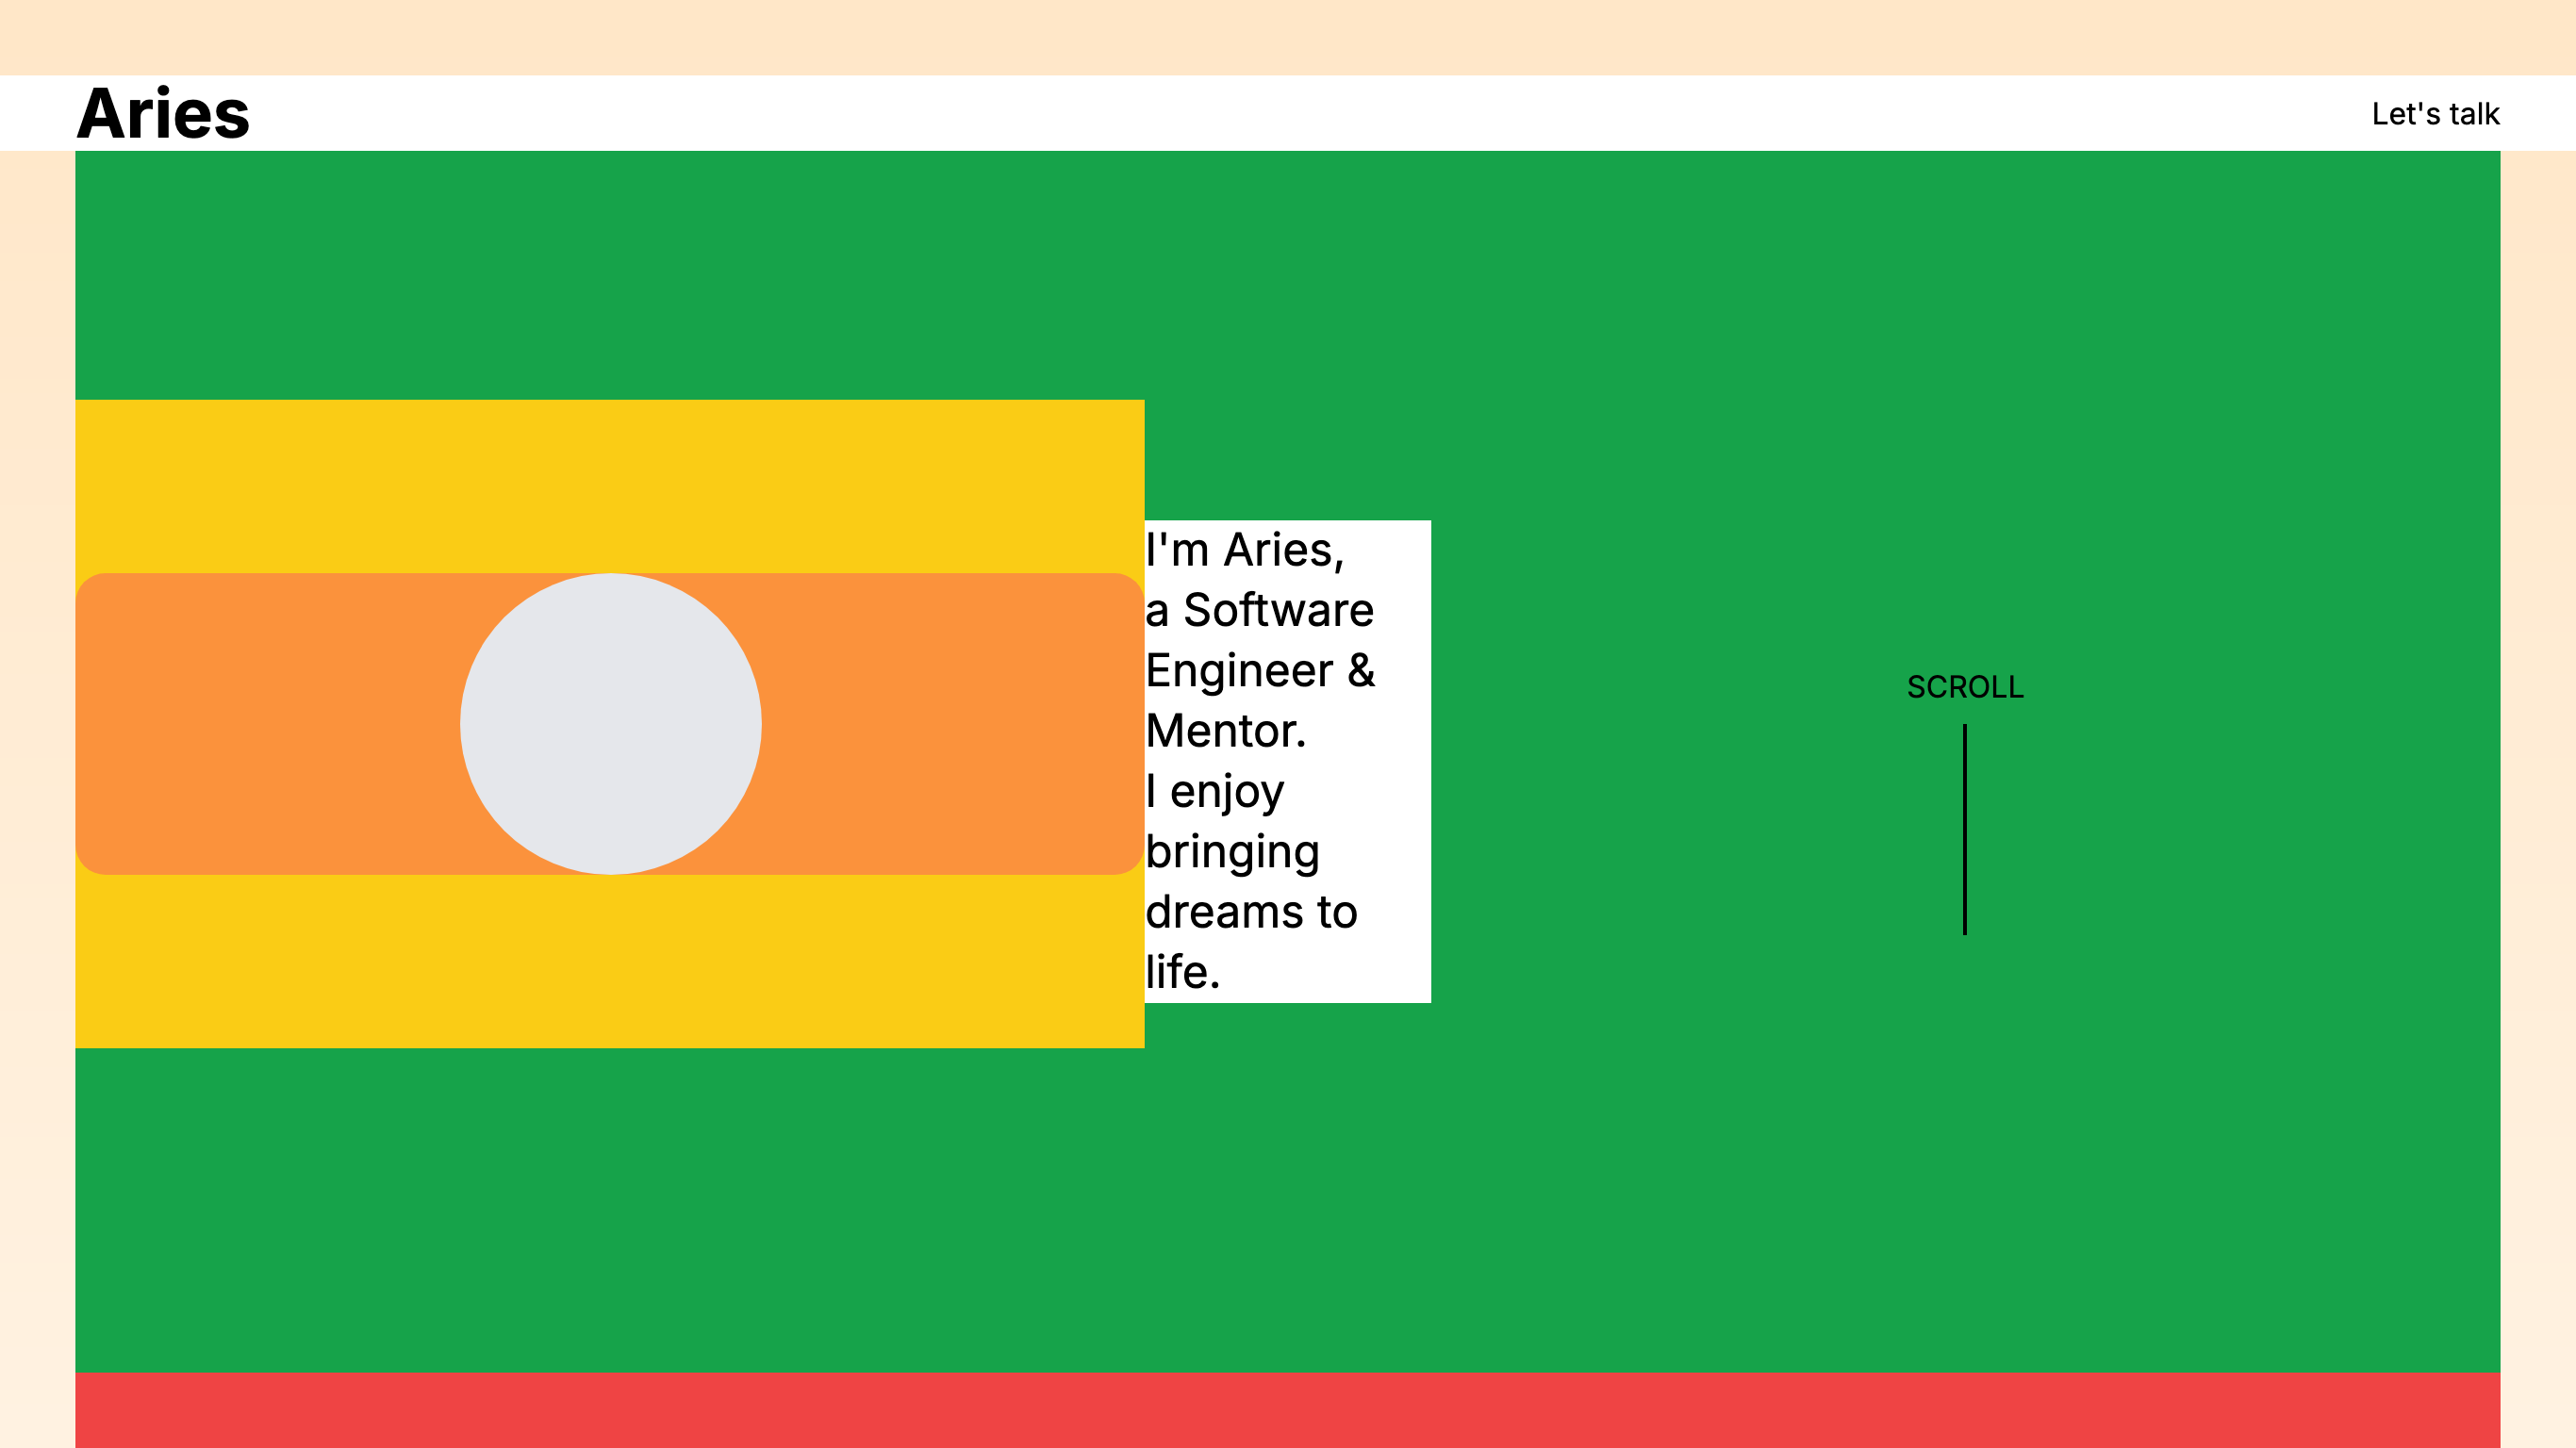 Aries
Let's talk
I'm Aries,
a Software
Engineer &
Mentor.
I enjoy
bringing
dreams to
life.
SCROLL